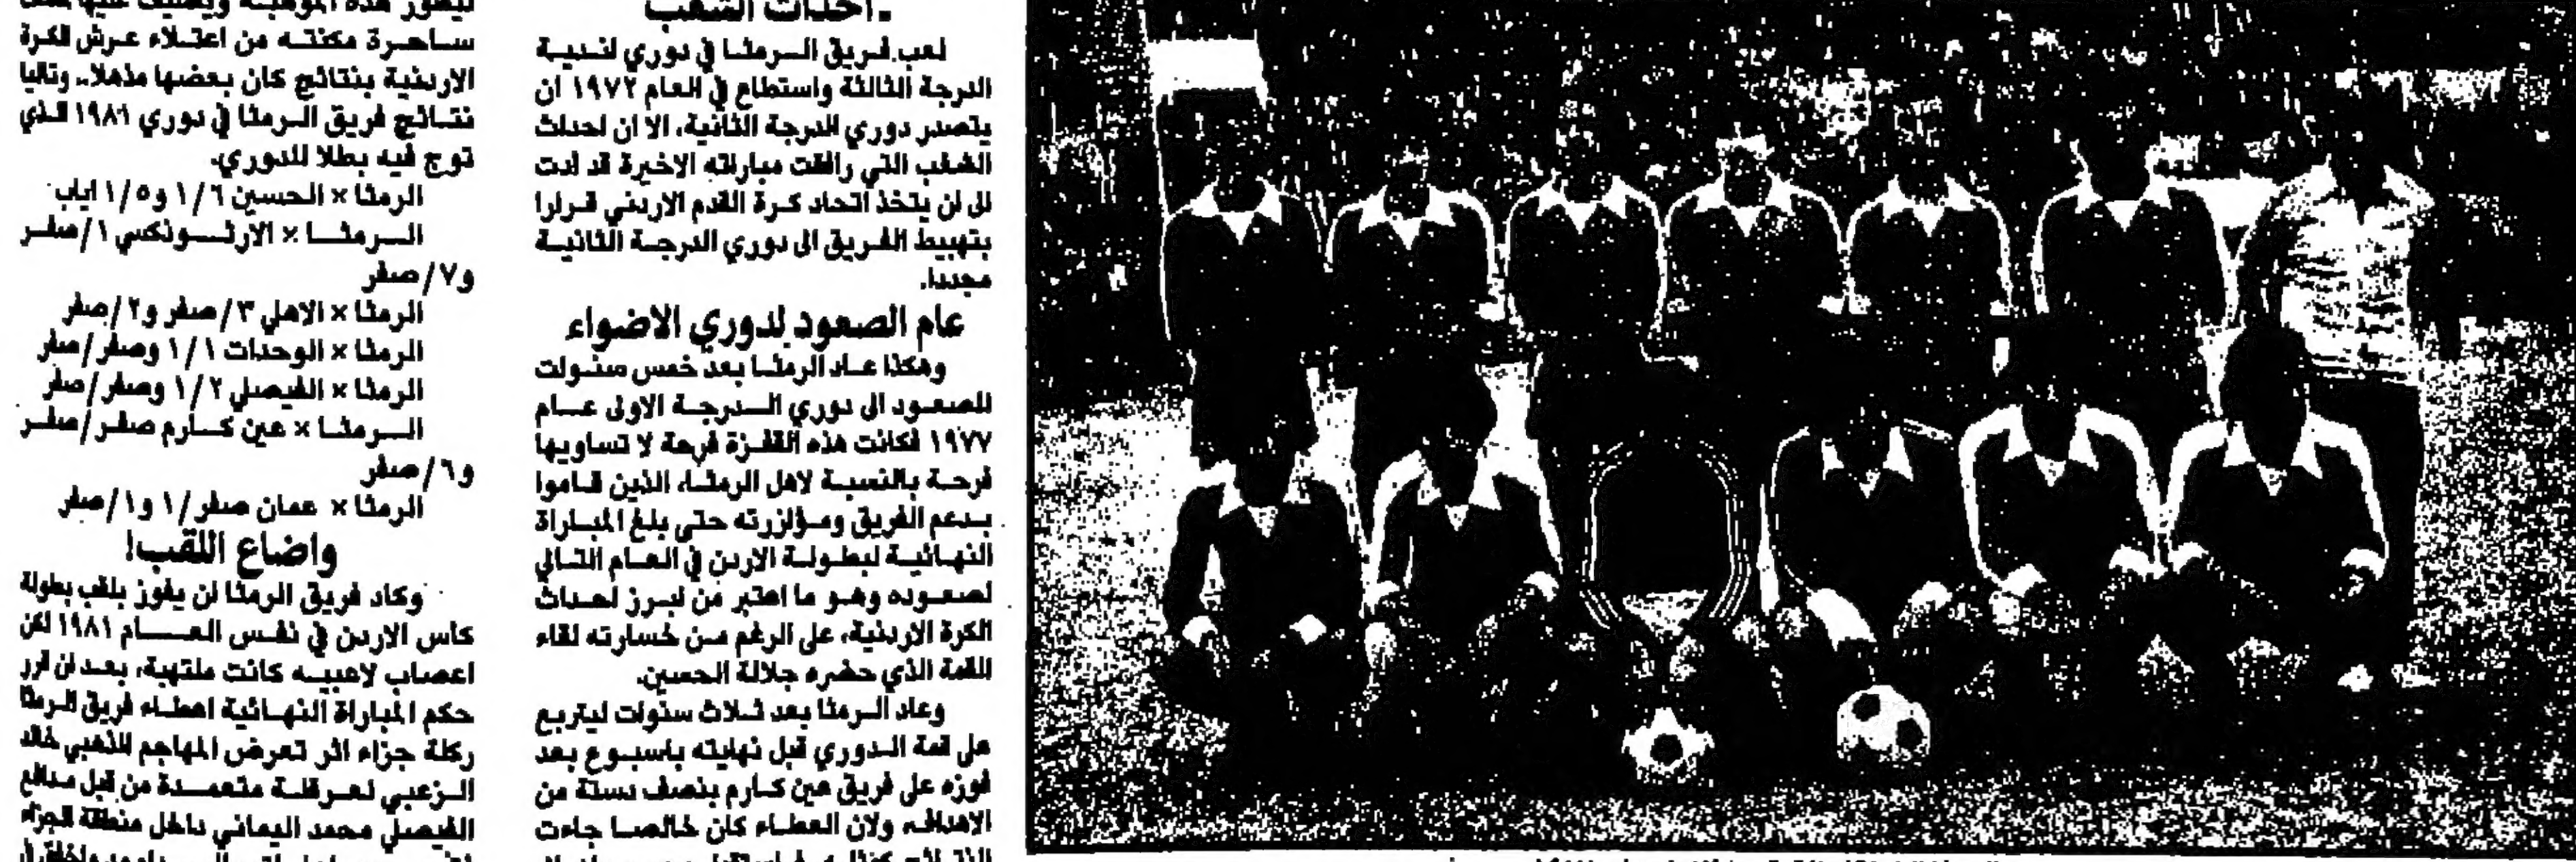 .احداث الشغب
لعب فريق الرمثا في دوري اندية
الدرجة الثالثة واستطاع في العام ١٩٧٢ ان
يتصدر دوري الدرجة الثانية، الا ان احداث
الشغب التي رافقت مباراته الاخيرة قد ادت
الى ان يتخذ اتحاد كرة القدم الاردني قرارا
بتهبيط الفريق الى دوري الدرجة الثانية
مجددا.
عام الصعود لدوري الاضواء
وهكذا عاد الرمثا بعد خمس سنوات
للصعود الى دوري الدرجة الاولى عام
١٩٧٧ فكانت هذه القفزة فرحة لا تساويها
فرحة بالنسبة لاهل الرمثا، الذين قاموا
بدعم الفريق ومؤازرته حتى بلغ المباراة
النهائية لبطولة الاردن في العام التالي
لصعوده وهو ما اعتبر من ابرز احداث
الكرة الاردنية، على الرغم من خسارته لقاء
القمة الذي حضره جلالة الحسين.
وعاد الرمثا بعد ثلاث سنوات ليتربع
على قمة الدوري قبل نهايته باسبوع بعد
فوزه على فريق عين كارم بنصف دستة من
الاهداف ولان العطاء كان خالصا جاءت
ليطور هذه الموهبة ويضيف عليها
ساحرة مكنته من اعتلاء عرش الكرة
الاردنية بنتائج كان بعضها مذهلا.. وتاليا
نتائج فريق الرمثا في دوري ١٩٨١ الذي
توج فيه بطلا للدوري.
الرمثا × الحسين ١/٦ و١/٥ اياب
الرمثا × الارثوذكسي ١/صفر
و٧/صفر
الرمثا × الاهلي ٣/صفر و٢/صفر
الرمثا × الوحدات ١/١ وصفر/صفر
الرمثا × الفيصلي ١/٢ وصفر/صفر
الرمثا × عين كارم صفر/صفر
و٦/صفر
الرمثا × عمان صفر/١ و١/صفر
واضاع اللقب!
وكاد فريق الرمثا ان يفوز بلقب بطولة
كاس الاردن في نفس العام ١٩٨١ لكن
اعصاب لاعبيه كانت ملتهبة، بعد ان قرر
حكم المباراة النهائية اعطاء فريق الرمثا
ركلة جزاء اثر تعرض المهاجم الذهبي خالد
الزعبي لعرقلة متعمدة من قبل مدافع
الفيصلي محمد اليماني داخل منطقة الجزاء